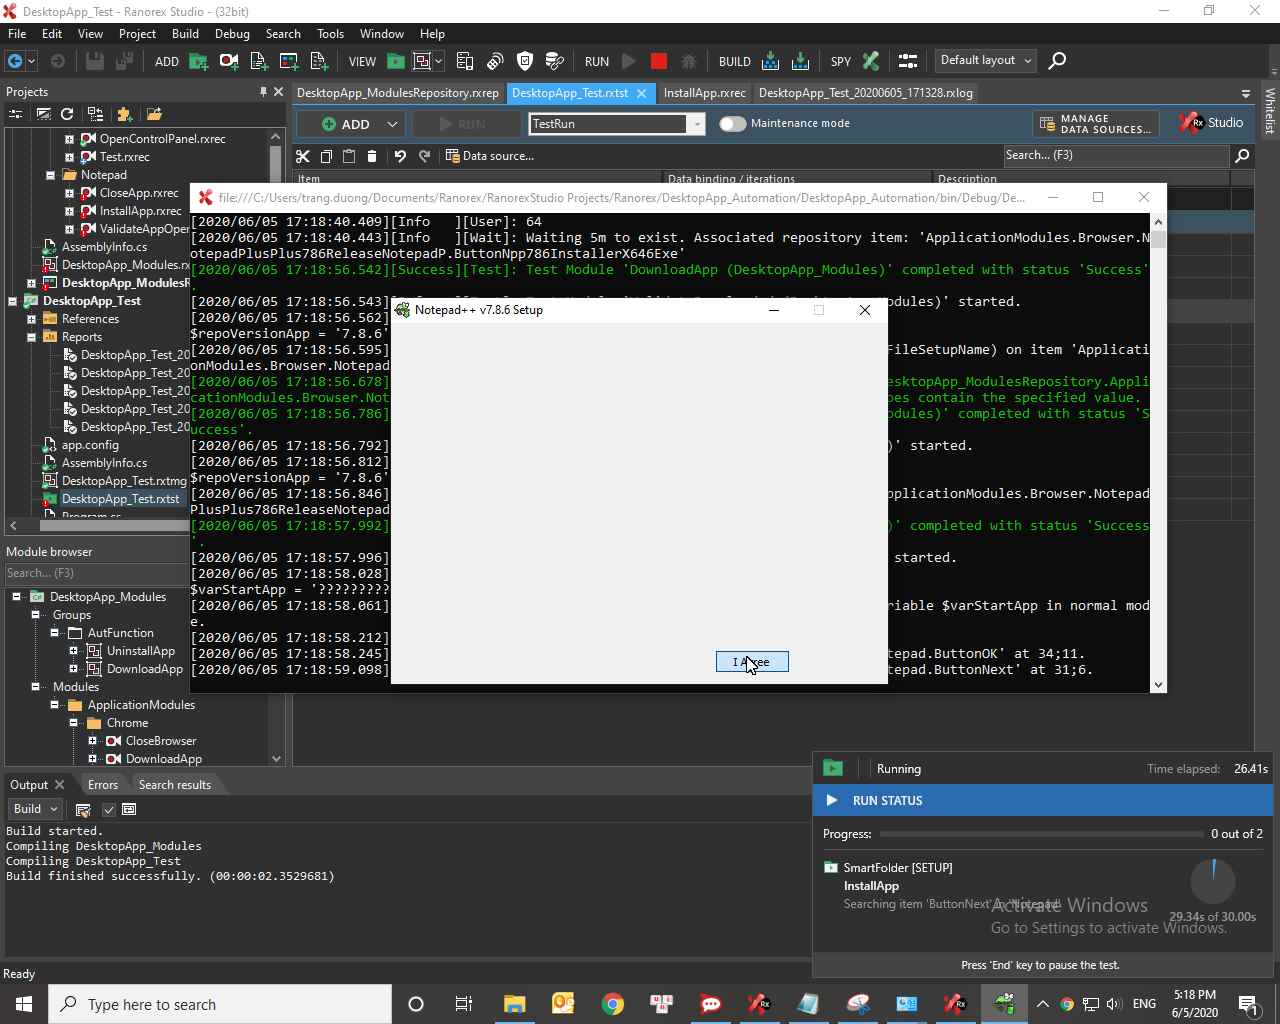 DesktopApp_Test - Ranorex Studio - (32bit)
File Edit View Project Build Debug Search Tools Window Help
ADD VIEW RUN BUILD SPY Default layout
Projects
DesktopApp_ModulesRepository.rxrep DesktopApp_Test.rxtst InstallApp.rxrec DesktopApp_Test_20200605_171328.rxlog
Whitelist
ADD RUN TestRun Maintenance mode MANAGE DATA SOURCES... Rx Studio
Data source... Search... (F3)
Item Data binding / iterations Description
OpenControlPanel.rxrec
Test.rxrec
Notepad
CloseApp.rxrec
InstallApp.rxrec
ValidateAppOper
AssemblyInfo.cs
DesktopApp_Modules.rx
DesktopApp_ModulesR
DesktopApp_Test
References
Reports
DesktopApp_Test_20
DesktopApp_Test_20
DesktopApp_Test_20
DesktopApp_Test_20
DesktopApp_Test_20
app.config
AssemblyInfo.cs
DesktopApp_Test.rxtmg
DesktopApp_Test.rxtst
Program.cs
file:///C:/Users/trang.duong/Documents/Ranorex/RanorexStudio Projects/Ranorex/DesktopApp_Automation/DesktopApp_Automation/bin/Debug/De...
[2020/06/05 17:18:40.409][Info   ][User]: 64
[2020/06/05 17:18:40.443][Info   ][Wait]: Waiting 5m to exist. Associated repository item: 'ApplicationModules.Browser.N
otepadPlusPlus786ReleaseNotepadP.ButtonNpp786InstallerX646Exe'
[2020/06/05 17:18:56.542][Success][Test]: Test Module 'DownloadApp (DesktopApp_Modules)' completed with status 'Success'
.
[2020/06/05 17:18:56.543] odules)' started.
[2020/06/05 17:18:56.562]
$repoVersionApp = '7.8.6'
[2020/06/05 17:18:56.595] FileSetupName) on item 'Applicati
onModules.Browser.Notepad
[2020/06/05 17:18:56.678] esktopApp_ModulesRepository.Appli
cationModules.Browser.Not es contain the specified value.
[2020/06/05 17:18:56.786] odules)' completed with status 'S
uccess'.
[2020/06/05 17:18:56.792] )' started.
[2020/06/05 17:18:56.812]
$repoVersionApp = '7.8.6'
[2020/06/05 17:18:56.846] pplicationModules.Browser.Notepad
PlusPlus786ReleaseNotepad
[2020/06/05 17:18:57.992] )' completed with status 'Success
'.
[2020/06/05 17:18:57.996] started.
[2020/06/05 17:18:58.028]
$varStartApp = '?????????
[2020/06/05 17:18:58.061] riable $varStartApp in normal mod
e.
[2020/06/05 17:18:58.212]
[2020/06/05 17:18:58.245] tepad.ButtonOK' at 34;11.
[2020/06/05 17:18:59.098] tepad.ButtonNext' at 31;6.
Notepad++ v7.8.6 Setup
I Agree
Module browser
Search... (F3)
DesktopApp_Modules
Groups
AutFunction
UninstallApp
DownloadApp
Modules
ApplicationModules
Chrome
CloseBrowser
DownloadApp
Output Errors Search results
Build
Build started.
Compiling DesktopApp_Modules
Compiling DesktopApp_Test
Build finished successfully. (00:00:02.3529681)
Running Time elapsed: 26.41s
RUN STATUS
Progress: 0 out of 2
SmartFolder [SETUP]
InstallApp
Searching item 'ButtonNext' in 'Notepad'
29.34s of 30.00s
Press 'End' key to pause the test.
Activate Windows
Go to Settings to activate Windows.
Ready
Type here to search
ENG
5:18 PM
6/5/2020
1